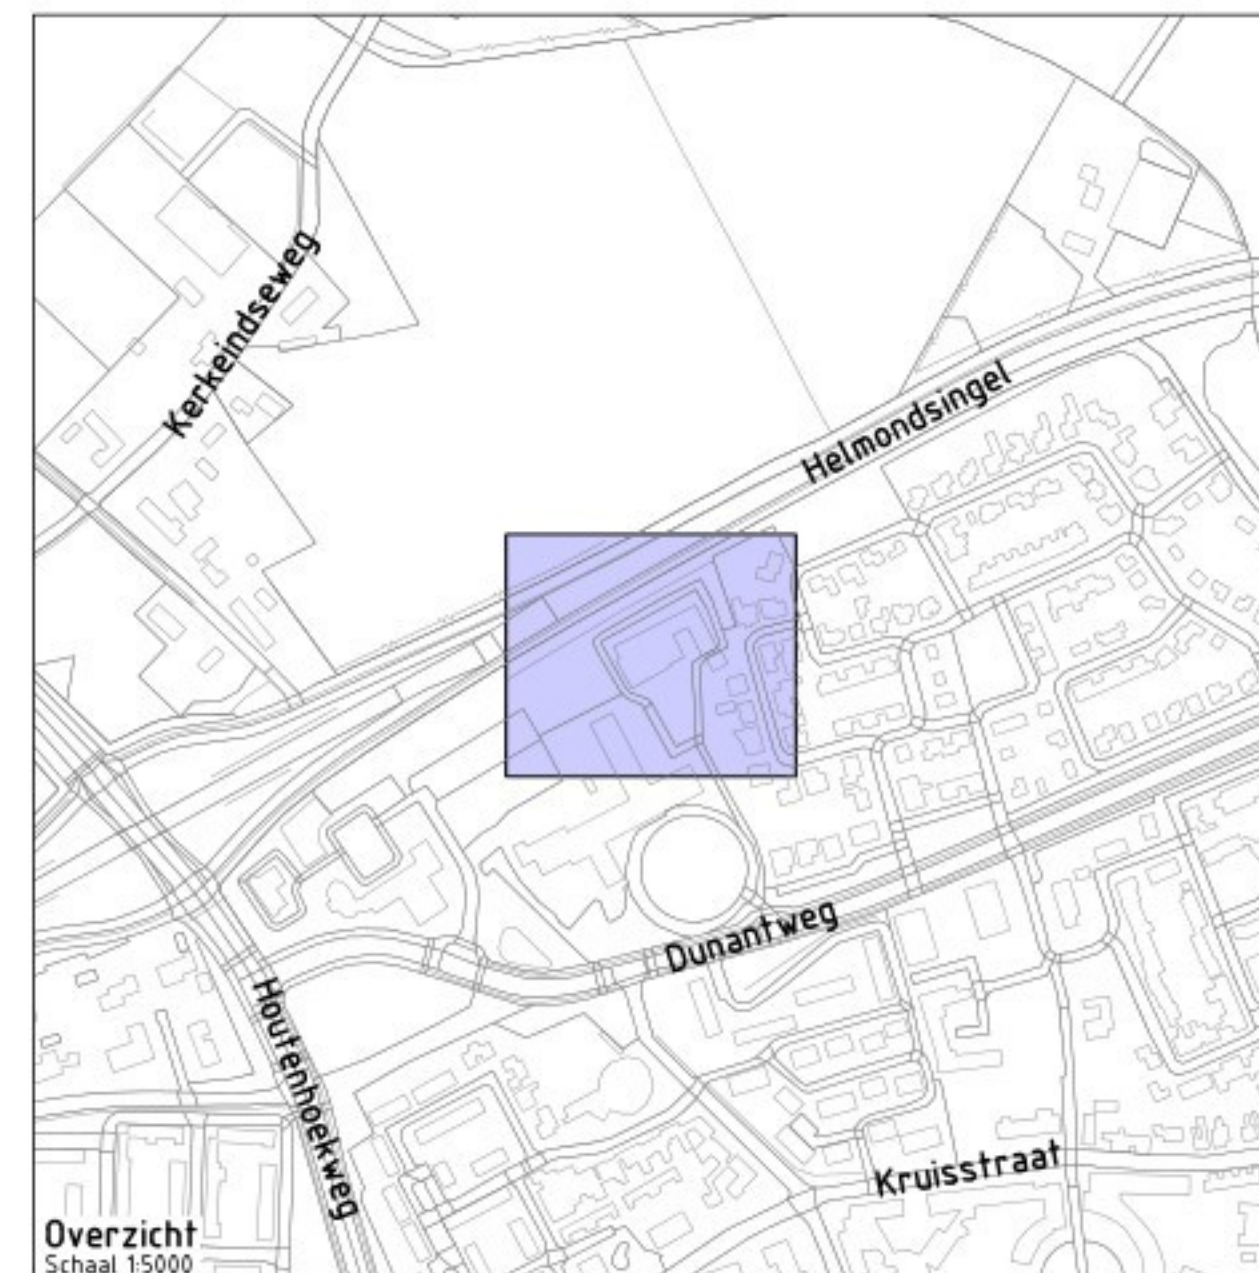 Kerkeindseweg
Helmondsingel
Dunantweg
Houtenhoekweg
Kruisstraat
Overzicht
Schaal 1:5000